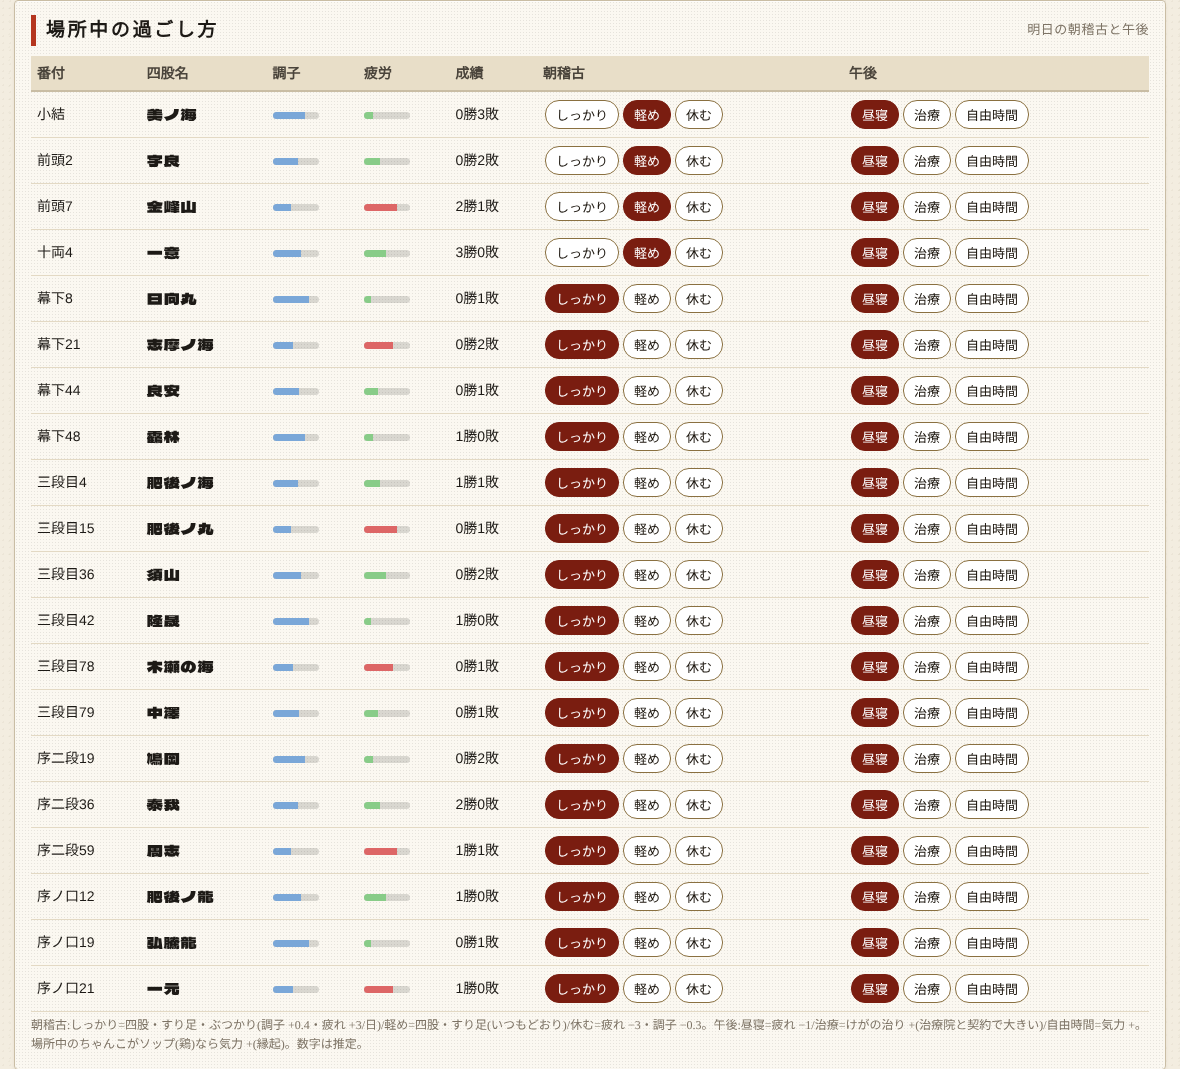 場所中の過ごし方 明日の朝稽古と午後
番付 四股名 調子 疲労 成績 朝稽古 午後
小結 美ノ海 0勝3敗 しっかり 軽め 休む 昼寝 治療 自由時間
前頭2 宇良 0勝2敗 しっかり 軽め 休む 昼寝 治療 自由時間
前頭7 金峰山 2勝1敗 しっかり 軽め 休む 昼寝 治療 自由時間
十両4 一意 3勝0敗 しっかり 軽め 休む 昼寝 治療 自由時間
幕下8 日向丸 0勝1敗 しっかり 軽め 休む 昼寝 治療 自由時間
幕下21 志摩ノ海 0勝2敗 しっかり 軽め 休む 昼寝 治療 自由時間
幕下44 良安 0勝1敗 しっかり 軽め 休む 昼寝 治療 自由時間
幕下48 霜林 1勝0敗 しっかり 軽め 休む 昼寝 治療 自由時間
三段目4 肥後ノ海 1勝1敗 しっかり 軽め 休む 昼寝 治療 自由時間
三段目15 肥後ノ丸 0勝1敗 しっかり 軽め 休む 昼寝 治療 自由時間
三段目36 須山 0勝2敗 しっかり 軽め 休む 昼寝 治療 自由時間
三段目42 隆晟 1勝0敗 しっかり 軽め 休む 昼寝 治療 自由時間
三段目78 木瀬の海 0勝1敗 しっかり 軽め 休む 昼寝 治療 自由時間
三段目79 中澤 0勝1敗 しっかり 軽め 休む 昼寝 治療 自由時間
序二段19 鳩岡 0勝2敗 しっかり 軽め 休む 昼寝 治療 自由時間
序二段36 泰我 2勝0敗 しっかり 軽め 休む 昼寝 治療 自由時間
序二段59 周志 1勝1敗 しっかり 軽め 休む 昼寝 治療 自由時間
序ノ口12 肥後ノ龍 1勝0敗 しっかり 軽め 休む 昼寝 治療 自由時間
序ノ口19 弘騰龍 0勝1敗 しっかり 軽め 休む 昼寝 治療 自由時間
序ノ口21 一元 1勝0敗 しっかり 軽め 休む 昼寝 治療 自由時間
朝稽古:しっかり=四股・すり足・ぶつかり(調子 +0.4・疲れ +3/日)/軽め=四股・すり足(いつもどおり)/休む=疲れ −3・調子 −0.3。午後:昼寝=疲れ −1/治療=けがの治り +(治療院と契約で大きい)/自由時間=気力 +。
場所中のちゃんこがソップ(鶏)なら気力 +(縁起)。数字は推定。